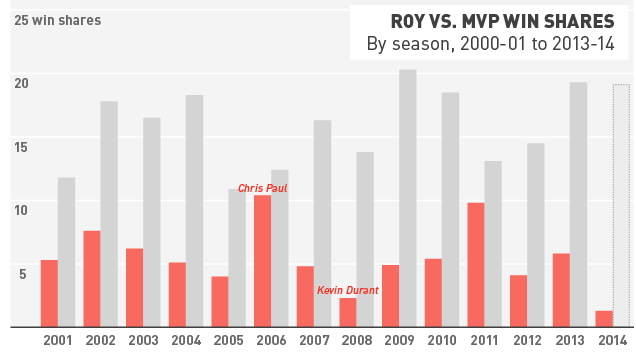 25 win shares
ROY VS. MVP WIN SHARES
By season, 2000-01 to 2013-14
20
15
Chris Paul
10
5
Kevin Durant
2001 2002 2003 2004 2005 2006 2007 2008 2009 2010 2011 2012 2013 2014